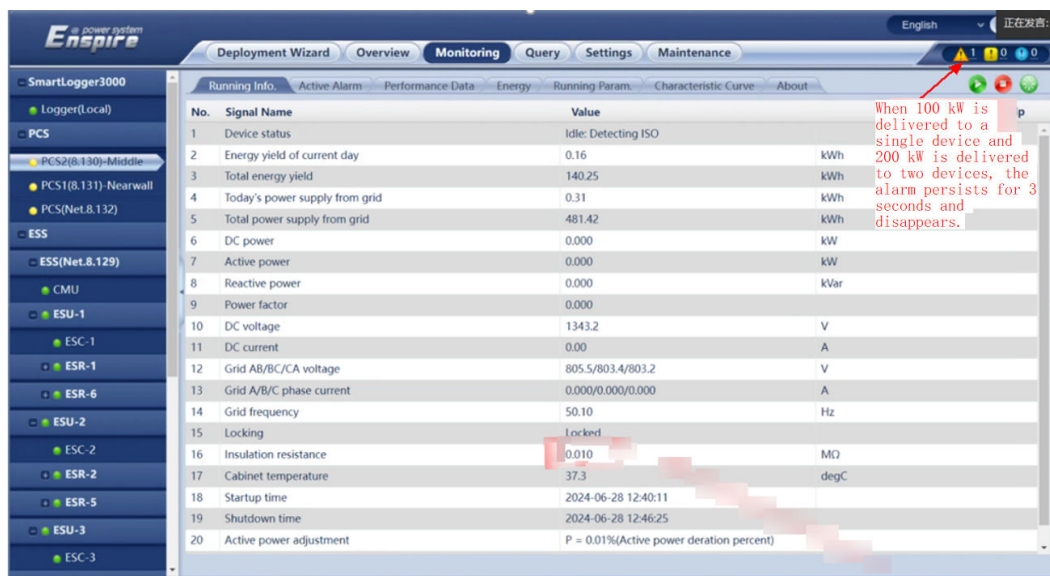 e power system
Enspire
English
正在发言:
Deployment Wizard Overview Monitoring Query Settings Maintenance
1 0 0
SmartLogger3000
Logger(Local)
PCS
PCS2(8.130)-Middle
PCS1(8.131)-Nearwall
PCS(Net.8.132)
ESS
ESS(Net.8.129)
CMU
ESU-1
ESC-1
ESR-1
ESR-6
ESU-2
ESC-2
ESR-2
ESR-5
ESU-3
ESC-3
Running Info. Active Alarm Performance Data Energy Running Param. Characteristic Curve About
No. Signal Name Value
1 Device status Idle: Detecting ISO
2 Energy yield of current day 0.16 kWh
3 Total energy yield 140.25 kWh
4 Today's power supply from grid 0.31 kWh
5 Total power supply from grid 481.42 kWh
6 DC power 0.000 kW
7 Active power 0.000 kW
8 Reactive power 0.000 kVar
9 Power factor 0.000
10 DC voltage 1343.2 V
11 DC current 0.00 A
12 Grid AB/BC/CA voltage 805.5/803.4/803.2 V
13 Grid A/B/C phase current 0.000/0.000/0.000 A
14 Grid frequency 50.10 Hz
15 Locking Locked
16 Insulation resistance 0.010 MΩ
17 Cabinet temperature 37.3 degC
18 Startup time 2024-06-28 12:40:11
19 Shutdown time 2024-06-28 12:46:25
20 Active power adjustment P = 0.01%(Active power deration percent)
When 100 kW is
delivered to a
single device and
200 kW is delivered
to two devices, the
alarm persists for 3
seconds and
disappears.